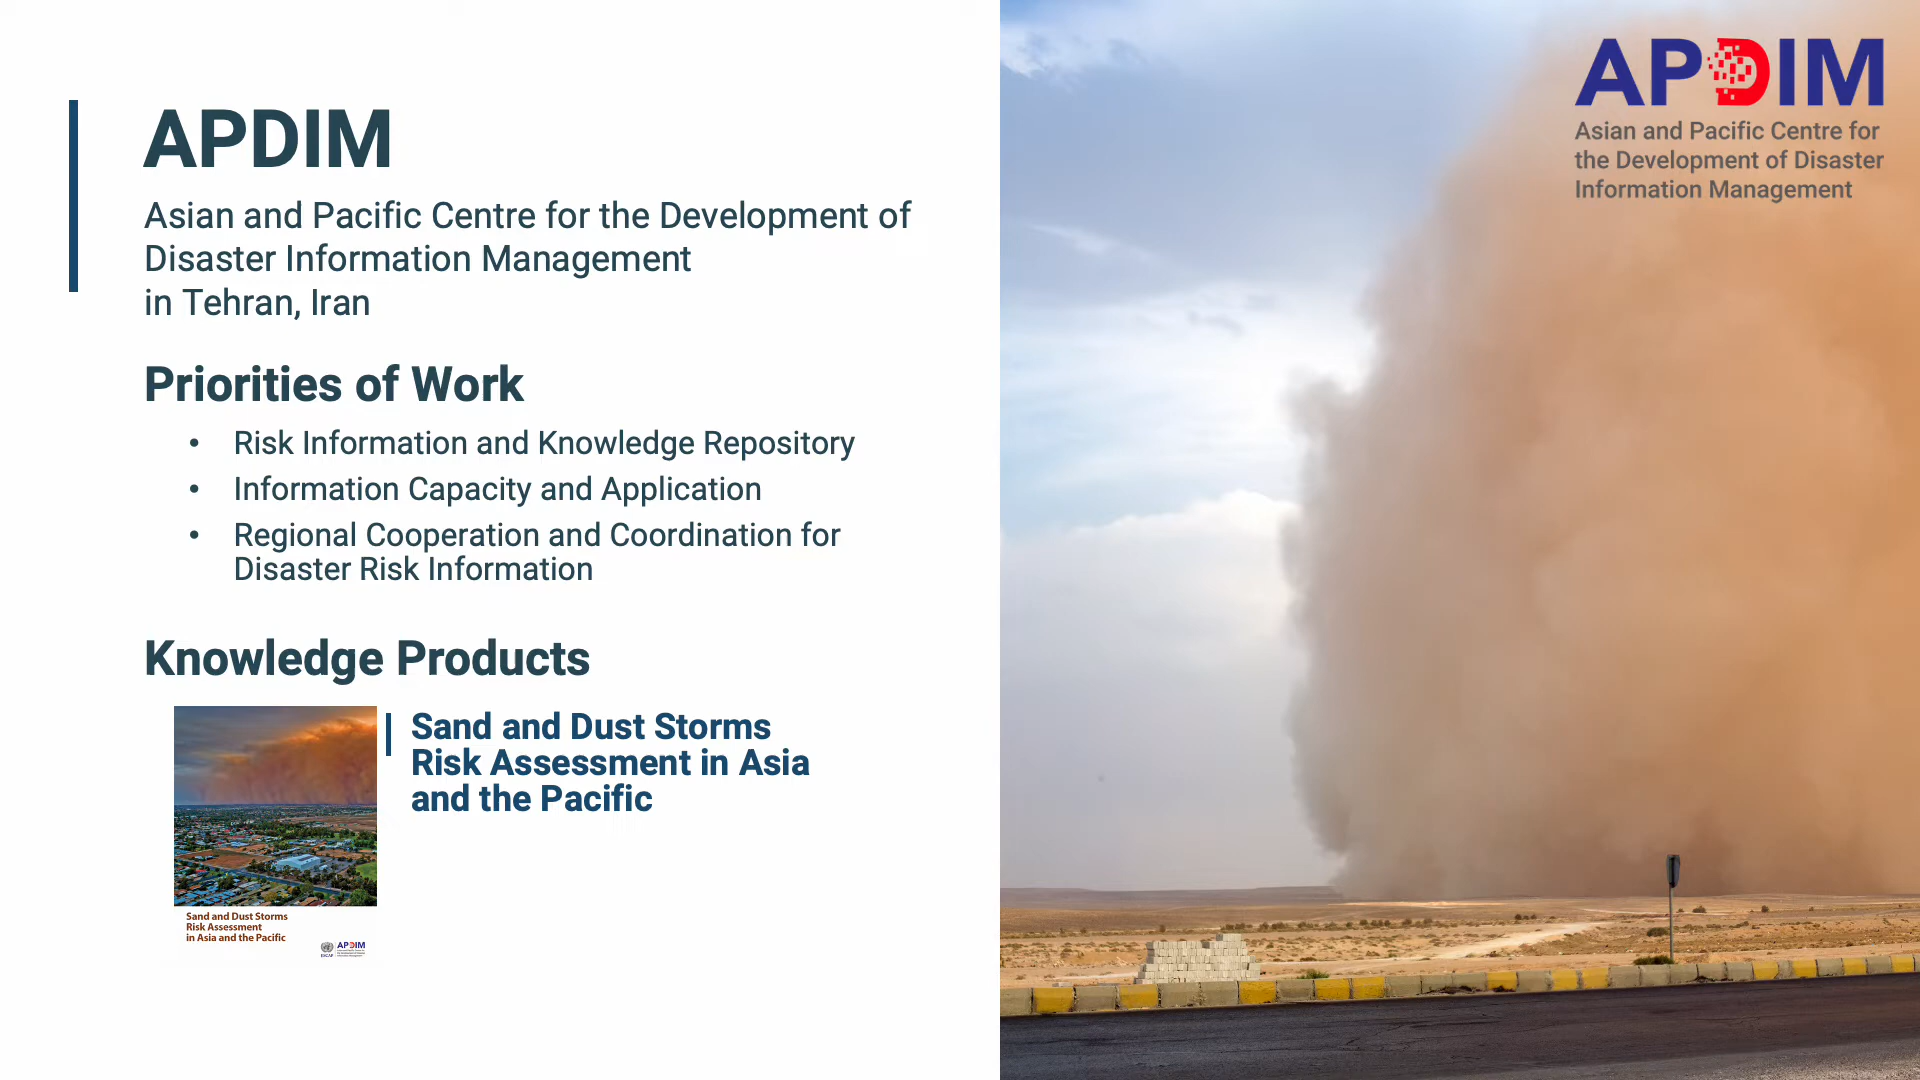 APDIM
Asian and Pacific Centre for the Development of
Disaster Information Management
in Tehran, Iran
Priorities of Work
• Risk Information and Knowledge Repository
• Information Capacity and Application
• Regional Cooperation and Coordination for
Disaster Risk Information
Knowledge Products
Sand and Dust Storms
Risk Assessment in Asia
and the Pacific
Sand and Dust Storms
Risk Assessment
in Asia and the Pacific
ESCAP
APDIM
APDIM
Asian and Pacific Centre for
the Development of Disaster
Information Management